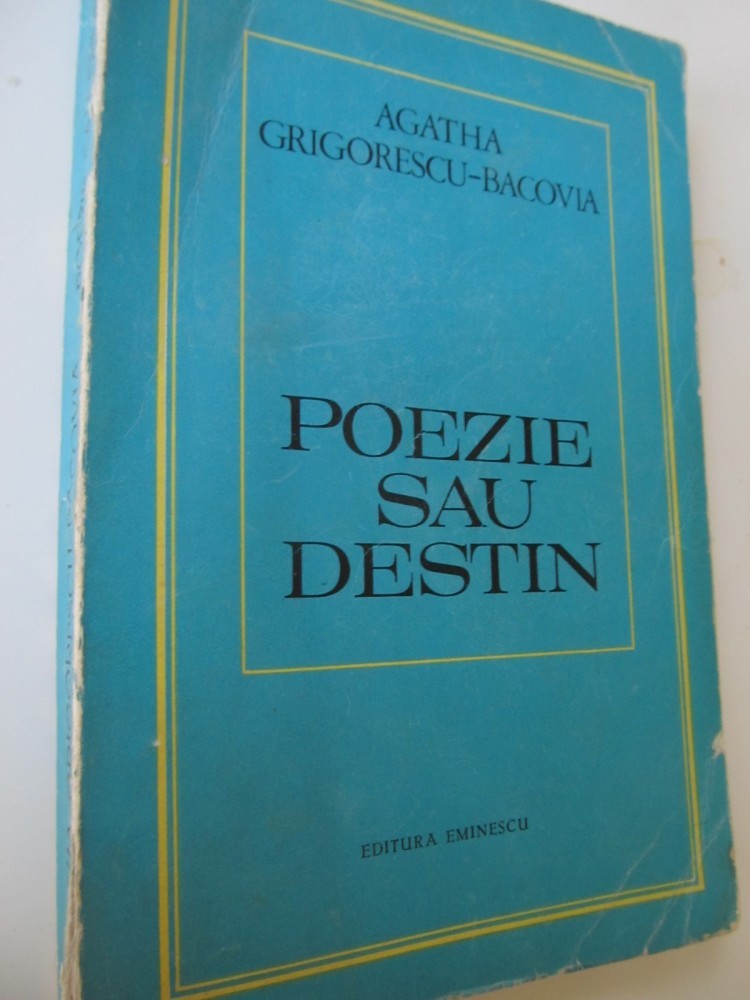 AGATHA
GRIGORESCU-BACOVIA
POEZIE
SAU
DESTIN
EDITURA EMINESCU